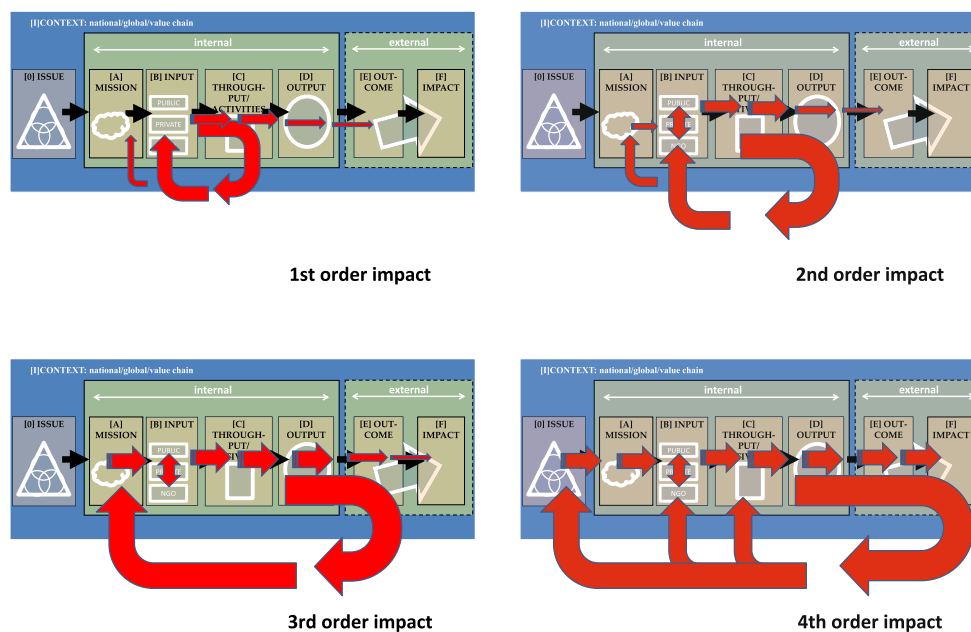 [I]CONTEXT: national/global/value chain
internal
external
[0] ISSUE
[A]
MISSION
[B] INPUT
[C]
THROUGH-
PUT/
ACTIVITIES
[D]
OUTPUT
[E] OUT-
COME
[F]
IMPACT
PUBLIC
PRIVATE
1st order impact
[I]CONTEXT: national/global/value chain
internal
external
[0] ISSUE
[A]
MISSION
[B] INPUT
[C]
THROUGH-
PUT/
[D]
OUTPUT
[E] OUT-
COME
[F]
IMPACT
PUBLIC
NGO
2nd order impact
[I]CONTEXT: national/global/value chain
internal
external
[0] ISSUE
[A]
MISSION
[B] INPUT
[C]
THROUGH-
PUT/
[D]
OUTPUT
[E] OUT-
COME
[F]
IMPACT
PUBLIC
NGO
3rd order impact
[I]CONTEXT: national/global/value chain
internal
external
[0] ISSUE
[A]
MISSION
[B] INPUT
[C]
THROUGH-
PUT/
[D]
OUTPUT
[E] OUT-
COME
[F]
IMPACT
PUBLIC
NGO
4th order impact